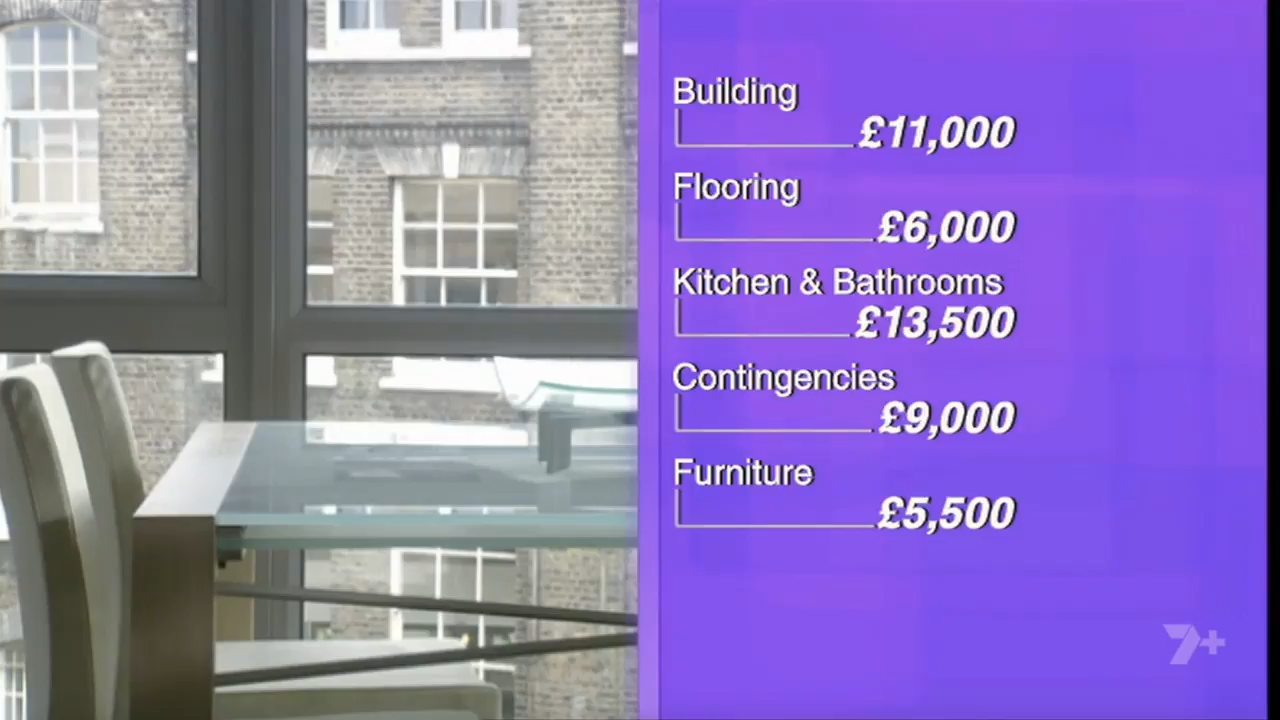 Building
£11,000
Flooring
£6,000
Kitchen & Bathrooms
£13,500
Contingencies
£9,000
Furniture
£5,500
7+